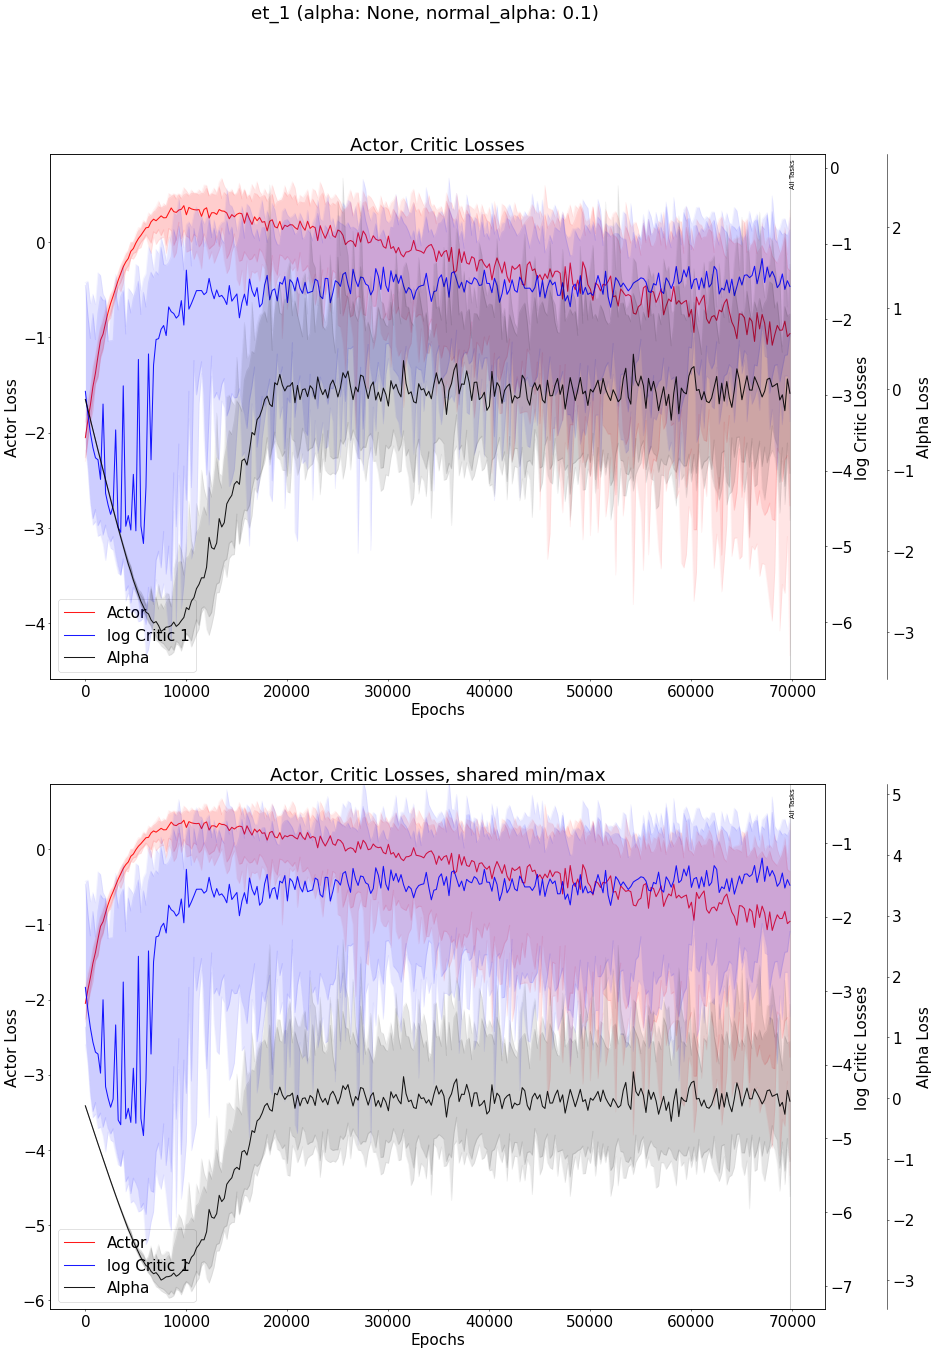 et_1 (alpha: None, normal_alpha: 0.1)
Actor, Critic Losses
All Tasks
0
−1
−2
−3
−4
Actor Loss
0
−1
−2
−3
−4
−5
−6
log Critic Losses
2
1
0
−1
−2
−3
Alpha Loss
Actor
log Critic 1
Alpha
0 10000 20000 30000 40000 50000 60000 70000
Epochs
Actor, Critic Losses, shared min/max
All Tasks
0
−1
−2
−3
−4
−5
−6
Actor Loss
−1
−2
−3
−4
−5
−6
−7
log Critic Losses
5
4
3
2
1
0
−1
−2
−3
Alpha Loss
Actor
log Critic 1
Alpha
0 10000 20000 30000 40000 50000 60000 70000
Epochs